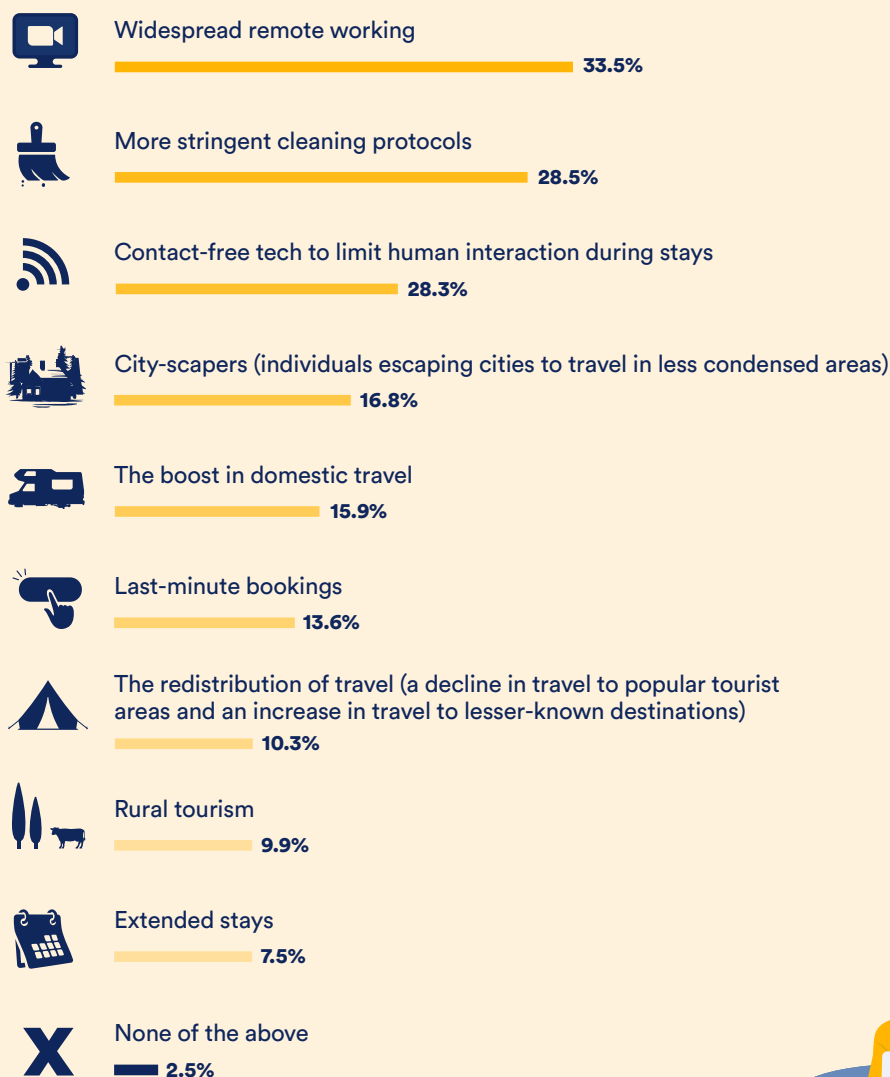 Widespread remote working
33.5%
More stringent cleaning protocols
28.5%
Contact-free tech to limit human interaction during stays
28.3%
City-scapers (individuals escaping cities to travel in less condensed areas)
16.8%
The boost in domestic travel
15.9%
Last-minute bookings
13.6%
The redistribution of travel (a decline in travel to popular tourist
areas and an increase in travel to lesser-known destinations)
10.3%
Rural tourism
9.9%
Extended stays
7.5%
None of the above
2.5%